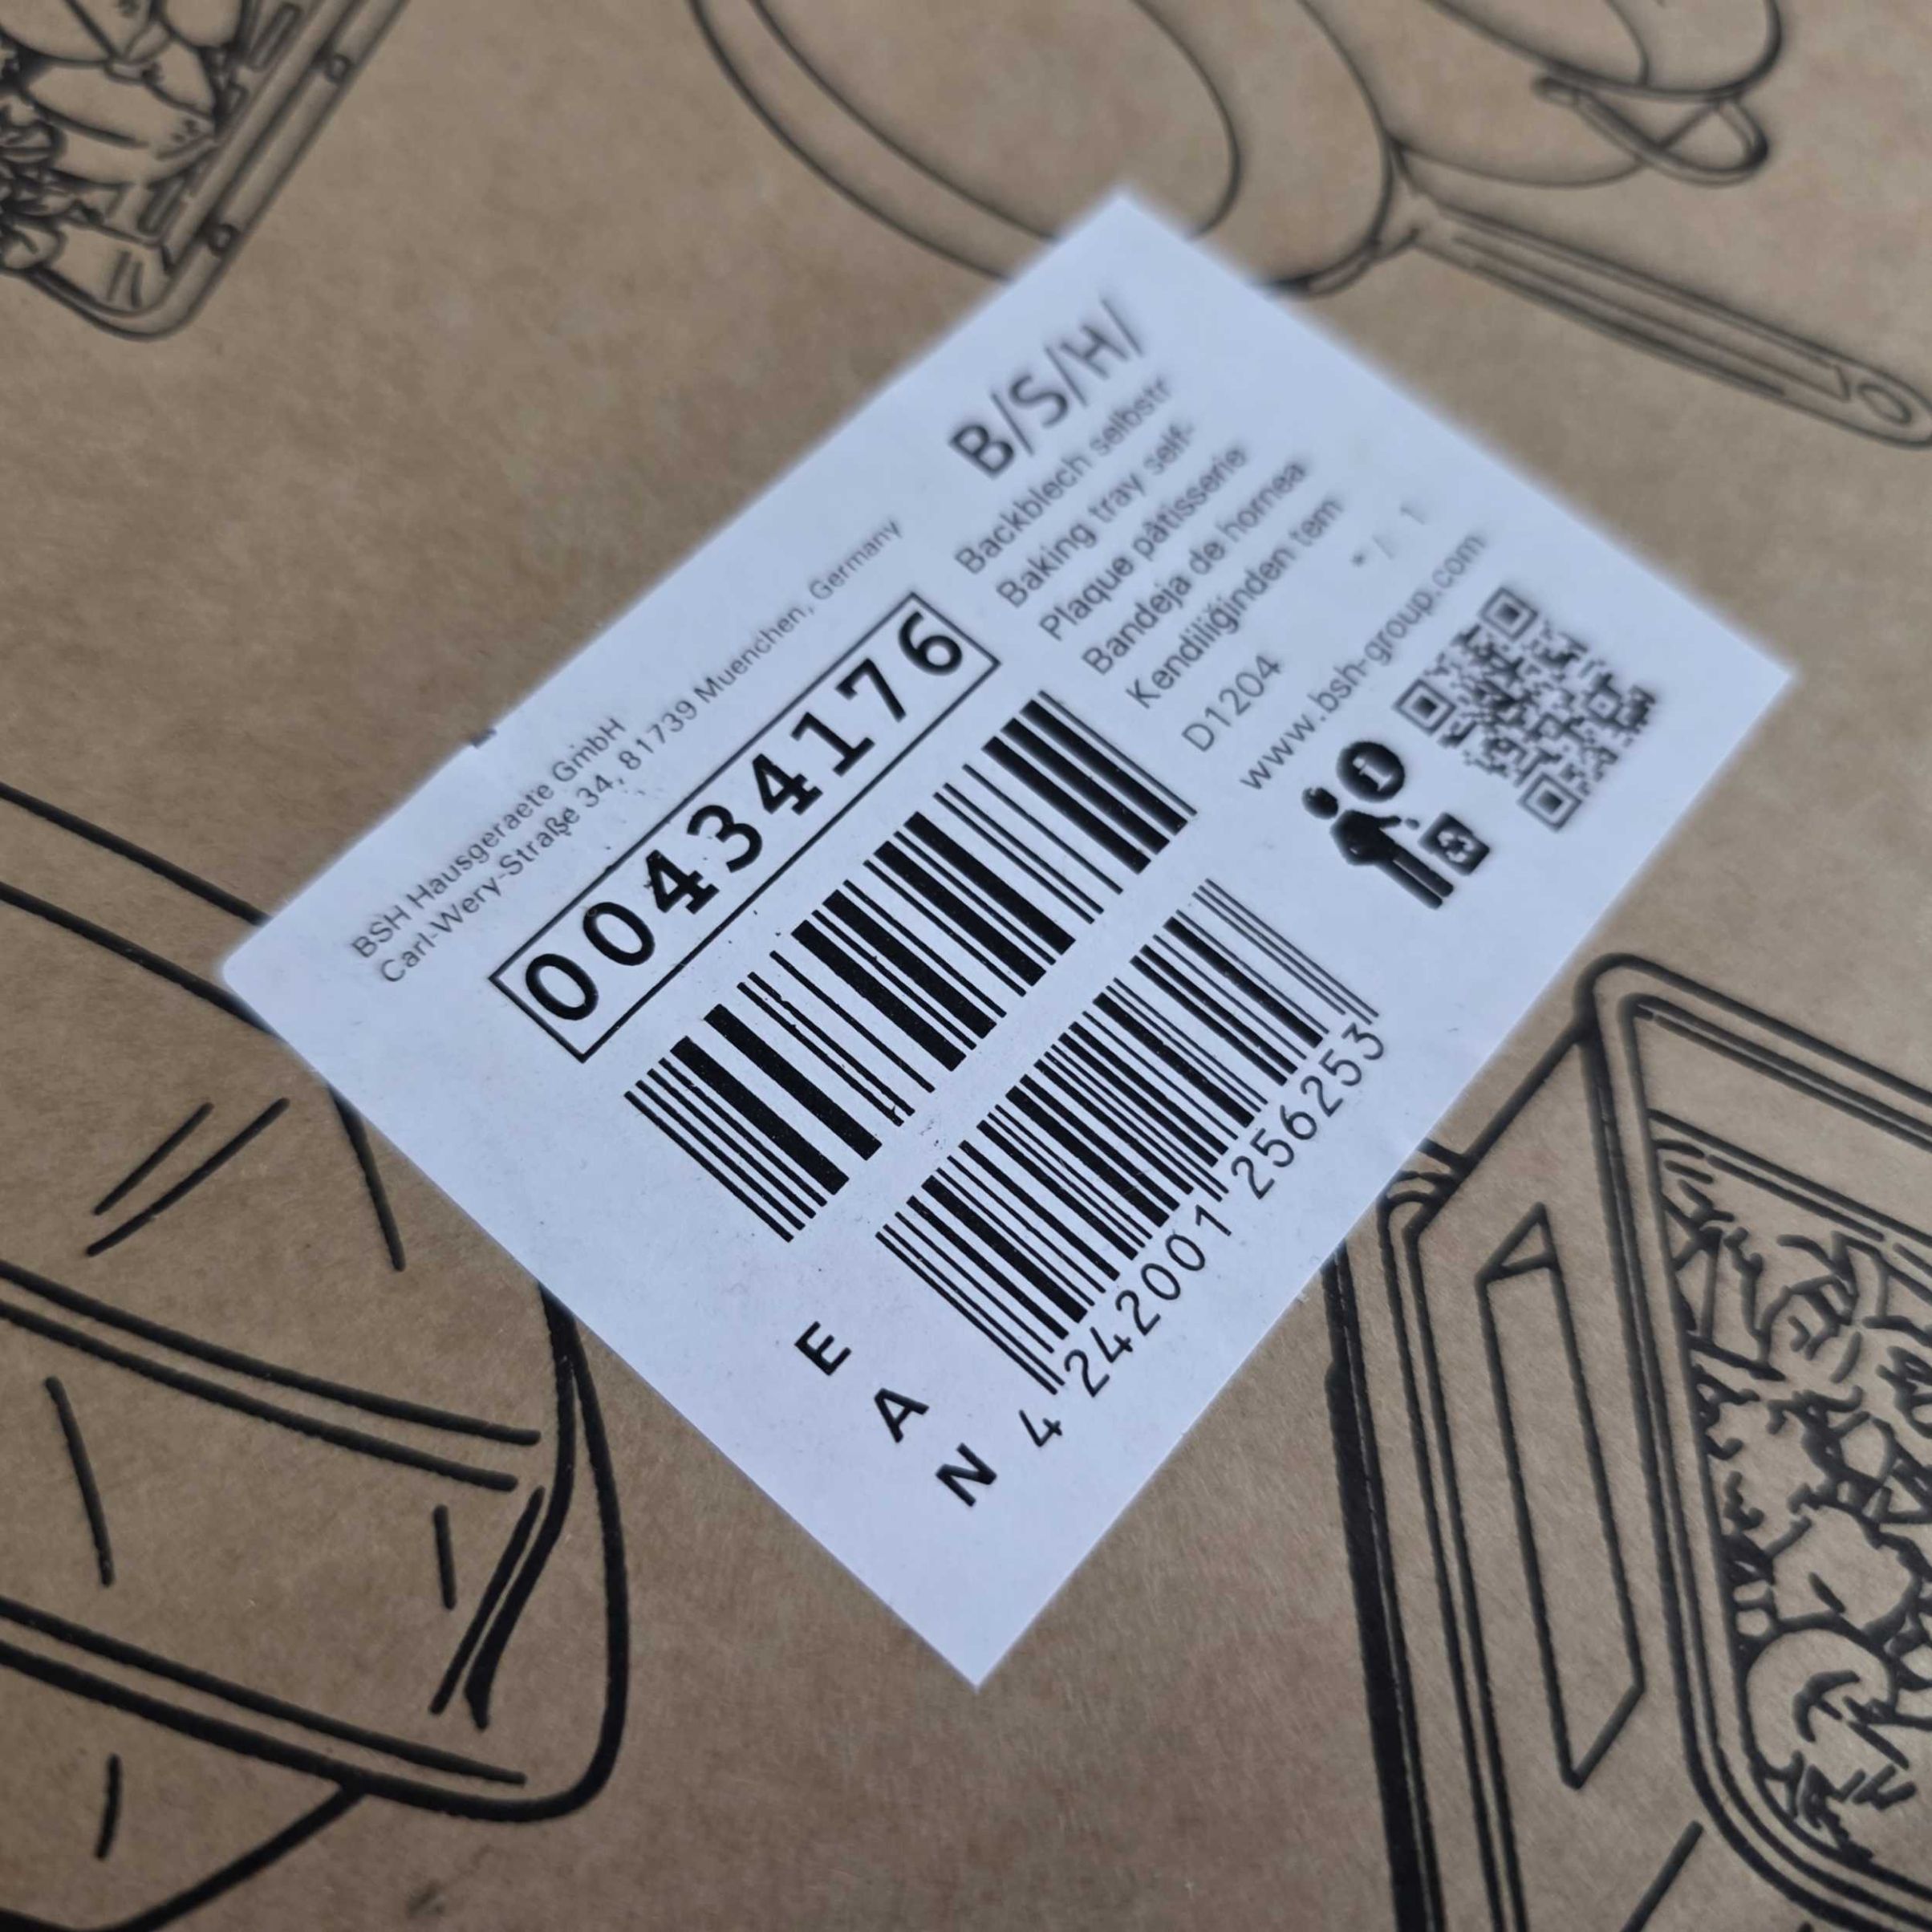 B/S/H/
Backblech selbstr
Baking tray self-
Plaque pâtisserie
Bandeja de hornea
Kendiliğinden tem
* / 1
D1204
www.bsh-group.com
BSH Hausgeraete GmbH
Carl-Wery-Straße 34, 81739 Muenchen, Germany
00434176
EAN
4 242001 256253